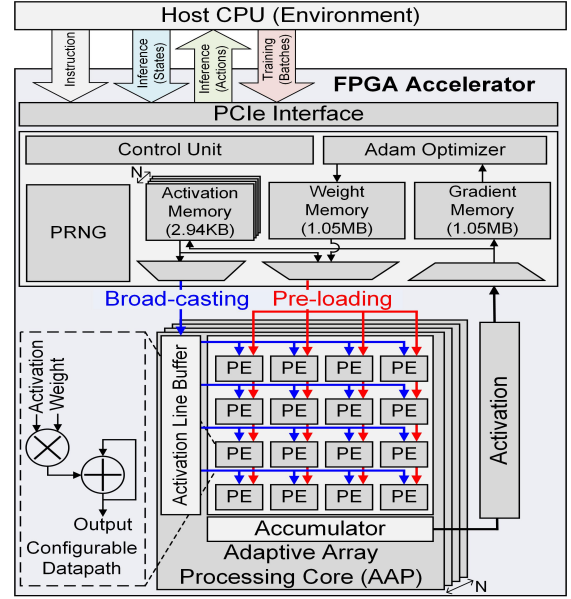 Host CPU (Environment)
Instruction
Inference
(States)
Inference
(Actions)
Training
(Batches)
FPGA Accelerator
PCIe Interface
Control Unit
Adam Optimizer
N
PRNG
Activation
Memory
(2.94KB)
Weight
Memory
(1.05MB)
Gradient
Memory
(1.05MB)
Broad-casting
Pre-loading
Activation
Weight
Output
Configurable
Datapath
Activation Line Buffer
PE PE PE PE
PE PE PE PE
PE PE PE PE
PE PE PE PE
Accumulator
Adaptive Array
Processing Core (AAP)
N
Activation